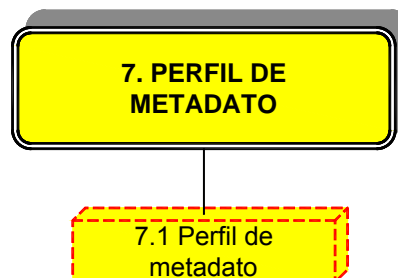 7. PERFIL DE
METADATO
7.1 Perfil de
metadato